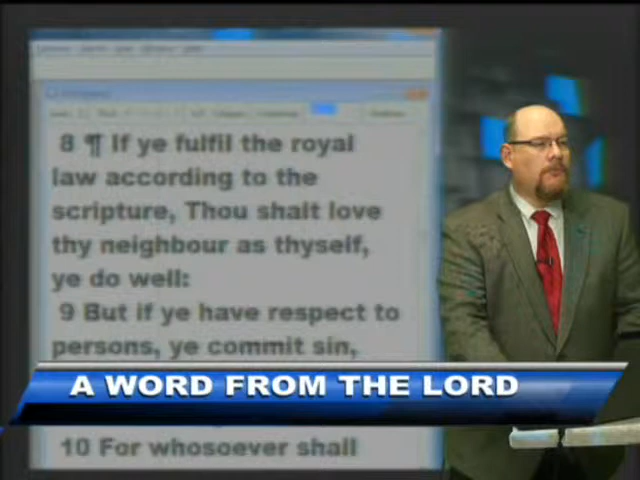 8 ¶ If ye fulfil the royal
law according to the
scripture, Thou shalt love
thy neighbour as thyself,
ye do well:
9 But if ye have respect to
persons, ye commit sin,
A WORD FROM THE LORD
10 For whosoever shall